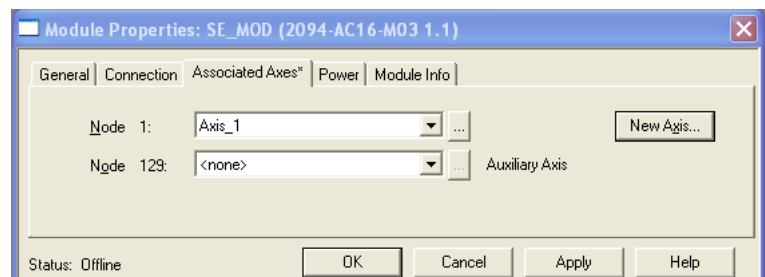 Module Properties: SE_MOD (2094-AC16-M03 1.1)
General Connection Associated Axes* Power Module Info
Node 1: Axis_1 ... New Axis...
Node 129: <none> ... Auxiliary Axis
Status: Offline OK Cancel Apply Help